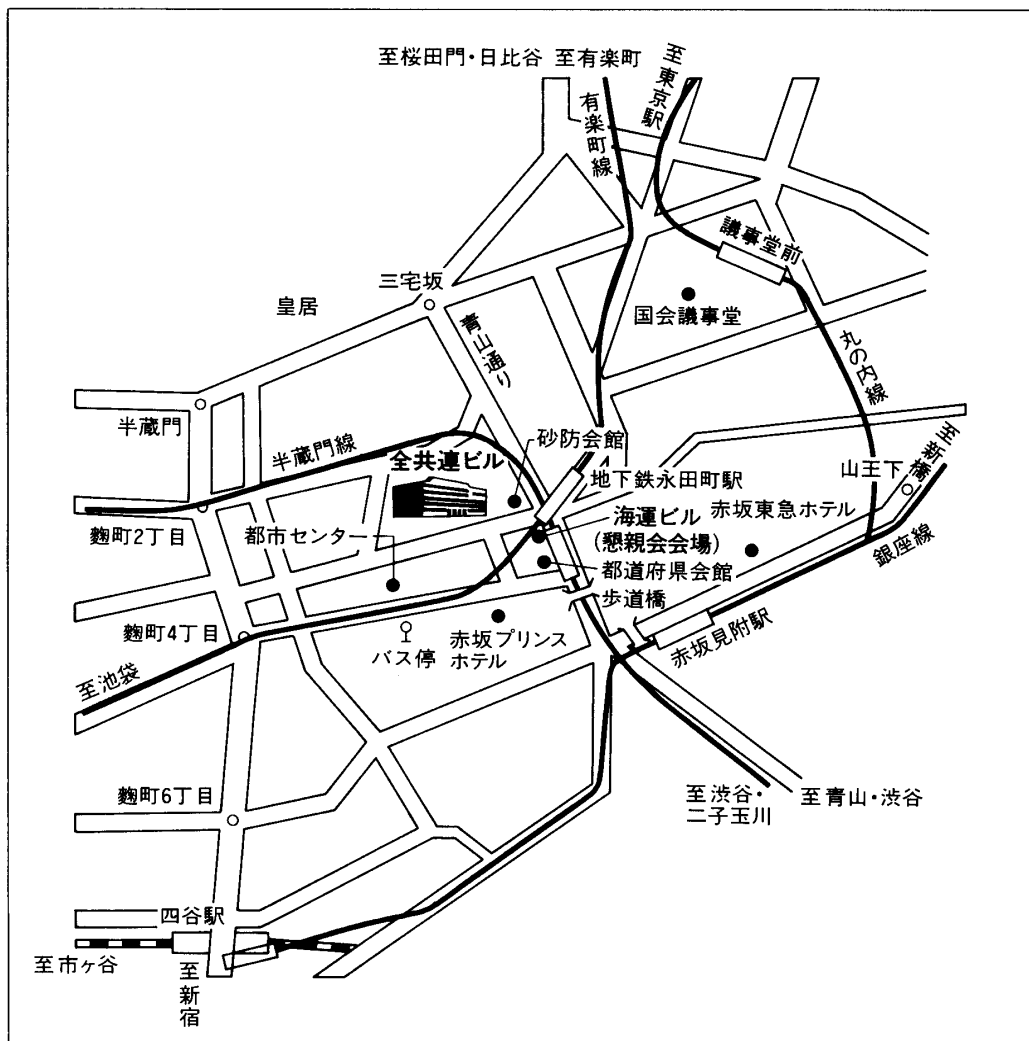 至桜田門・日比谷 至有楽町
至東京駅
有楽町線
議事堂前
三宅坂
皇居
国会議事堂
青山通り
丸の内線
半蔵門
半蔵門線
砂防会館
全共連ビル
地下鉄永田町駅
至新橋
山王下
麴町2丁目
都市センター
海運ビル
(懇親会会場)
赤坂東急ホテル
都道府県会館
銀座線
歩道橋
麴町4丁目
バス停
赤坂プリンス
ホテル
赤坂見附駅
至池袋
麴町6丁目
至渋谷・
二子玉川
至青山・渋谷
四谷駅
至市ヶ谷
至新宿